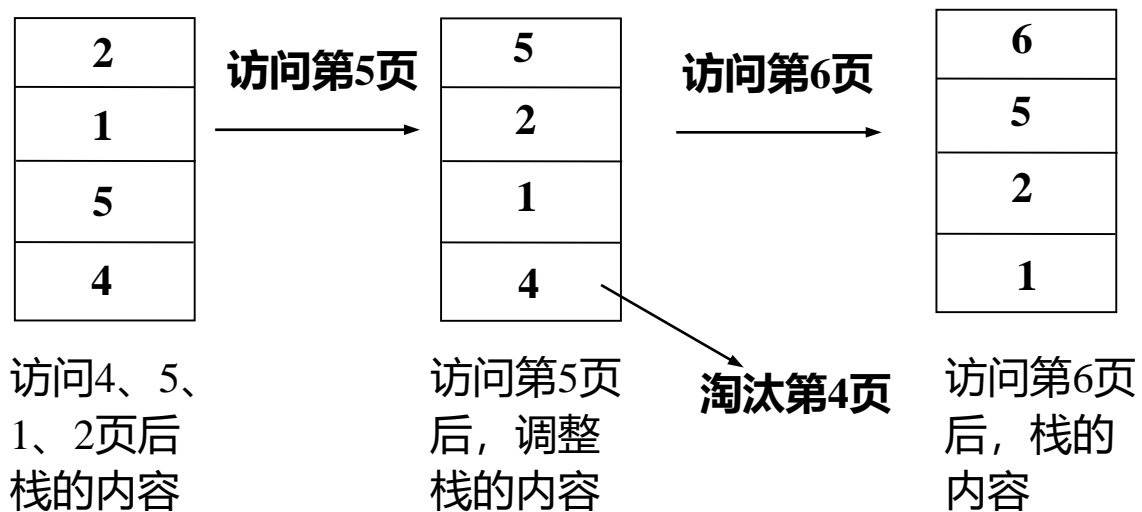 2
1
5
4
访问第5页
5
2
1
4
访问第6页
6
5
2
1
访问4、5、
1、2页后
栈的内容
访问第5页
后，调整
栈的内容
淘汰第4页
访问第6页
后，栈的
内容